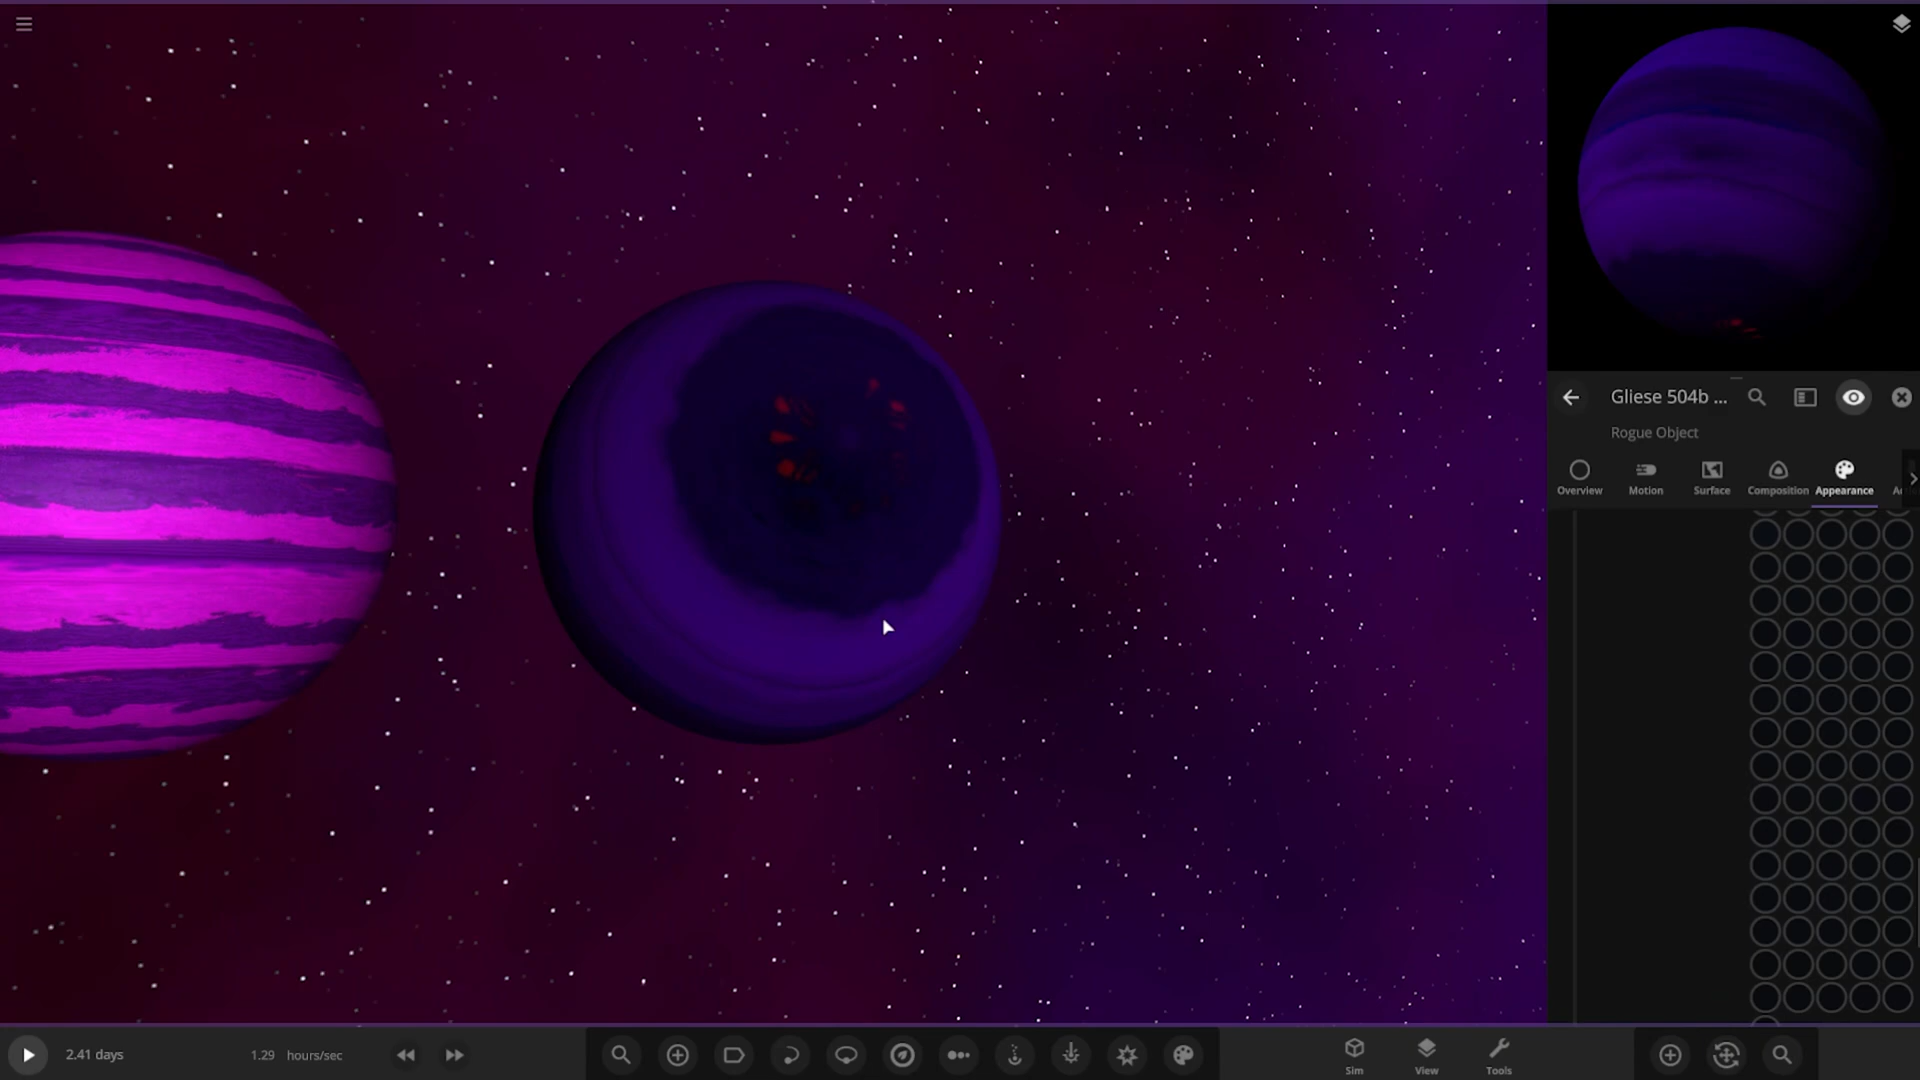 Gliese 504b ...
Rogue Object
Overview Motion Surface Composition Appearance
2.41 days 1.29 hours/sec
Sim View Tools